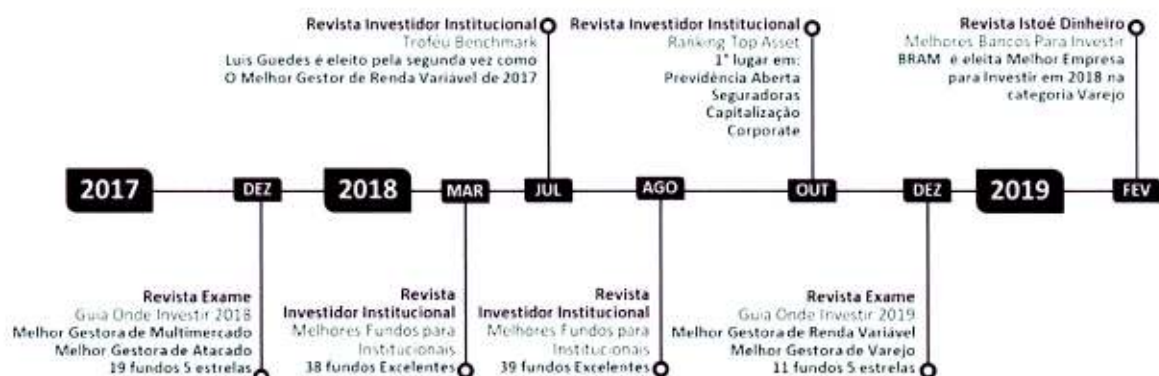 Revista Investidor Institucional
Troféu Benchmark
Luis Guedes é eleito pela segunda vez como
O Melhor Gestor de Renda Variável de 2017
Revista Investidor Institucional
Ranking Top Asset
1° lugar em:
Previdência Aberta
Seguradoras
Capitalização
Corporate
Revista Istoé Dinheiro
Melhores Bancos Para Investir
BRAM é eleita Melhor Empresa
para Investir em 2018 na
categoria Varejo
2017 DEZ 2018 MAR JUL AGO OUT DEZ 2019 FEV
Revista Exame
Guia Onde Investir 2018
Melhor Gestora de Multimercado
Melhor Gestora de Atacado
19 fundos 5 estrelas
Revista
Investidor Institucional
Melhores Fundos para
Institucionais
38 fundos Excelentes
Revista
Investidor Institucional
Melhores Fundos para
Institucionais
39 fundos Excelentes
Revista Exame
Guia Onde Investir 2019
Melhor Gestora de Renda Variável
Melhor Gestora de Varejo
11 fundos 5 estrelas